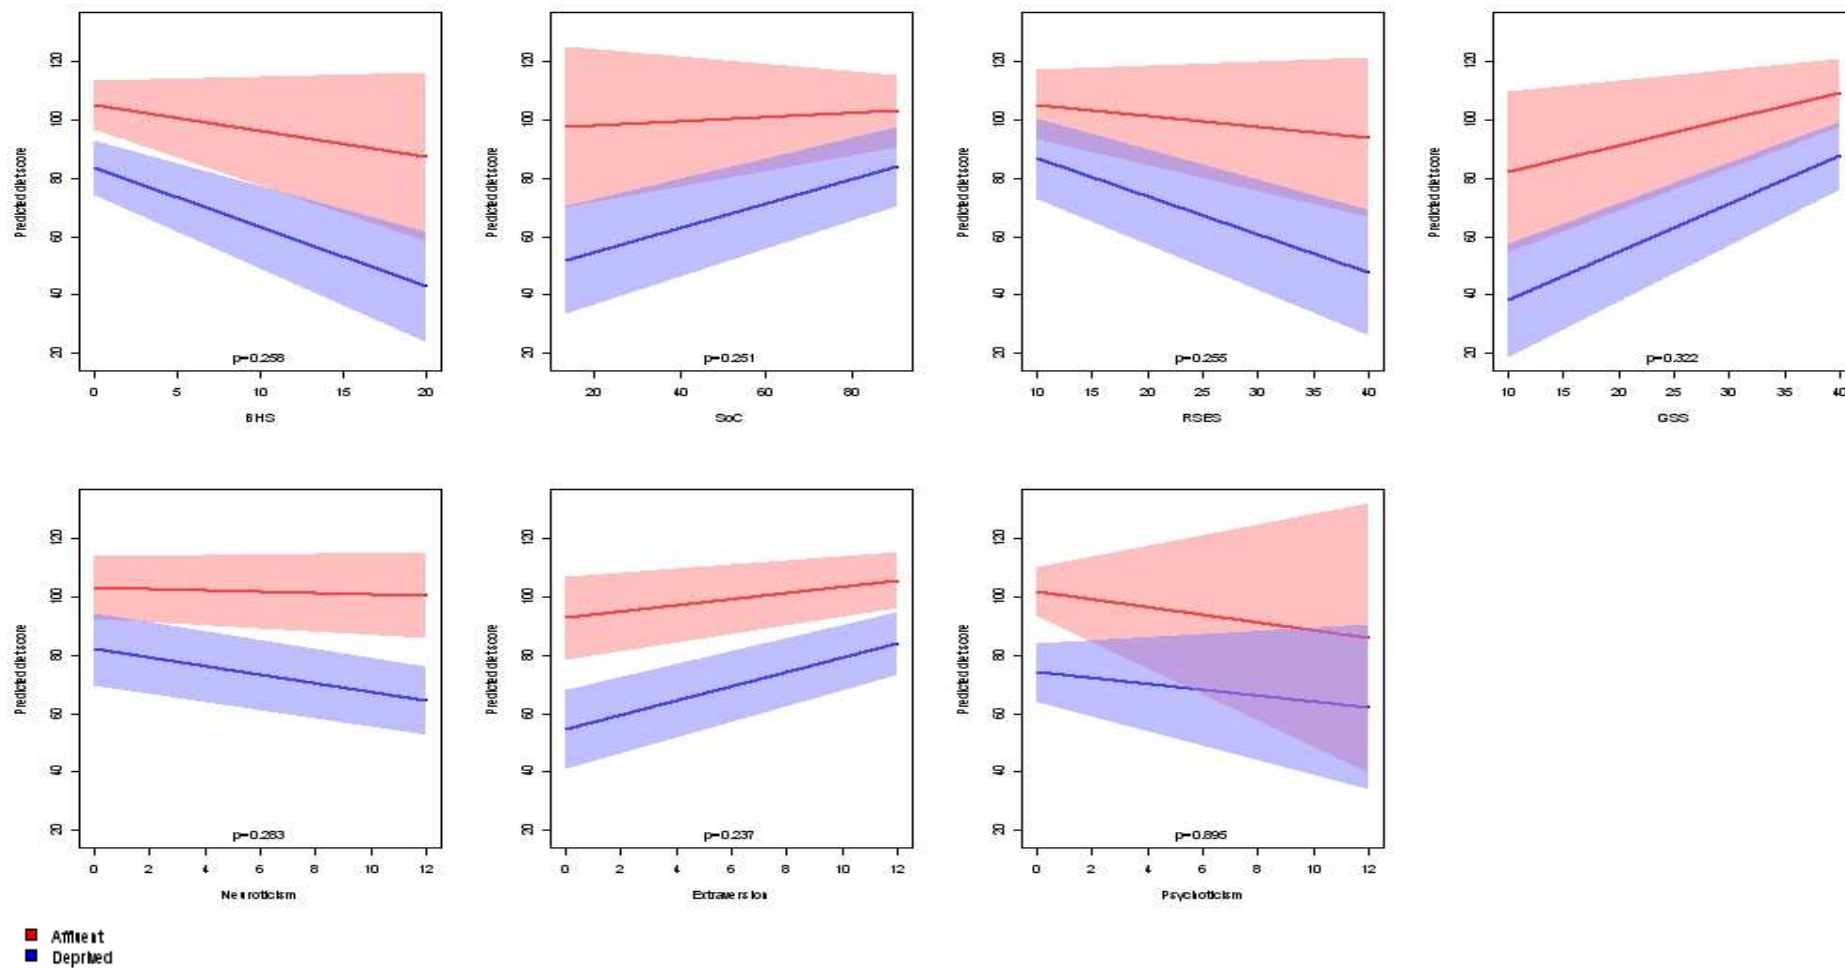 Predicted diet score
120
100
80
60
40
20
p=0.258
0 5 10 15 20
BHS
Predicted diet score
120
100
80
60
40
20
p=0.251
20 40 60 80
SoC
Predicted diet score
120
100
80
60
40
20
p=0.255
10 15 20 25 30 35 40
RSES
Predicted diet score
120
100
80
60
40
20
p=0.322
10 15 20 25 30 35 40
GSS
Predicted diet score
120
100
80
60
40
20
p=0.283
0 2 4 6 8 10 12
Neuroticism
Predicted diet score
120
100
80
60
40
20
p=0.237
0 2 4 6 8 10 12
Extraversion
Predicted diet score
120
100
80
60
40
20
p=0.895
0 2 4 6 8 10 12
Psychoticism
Affluent
Deprived